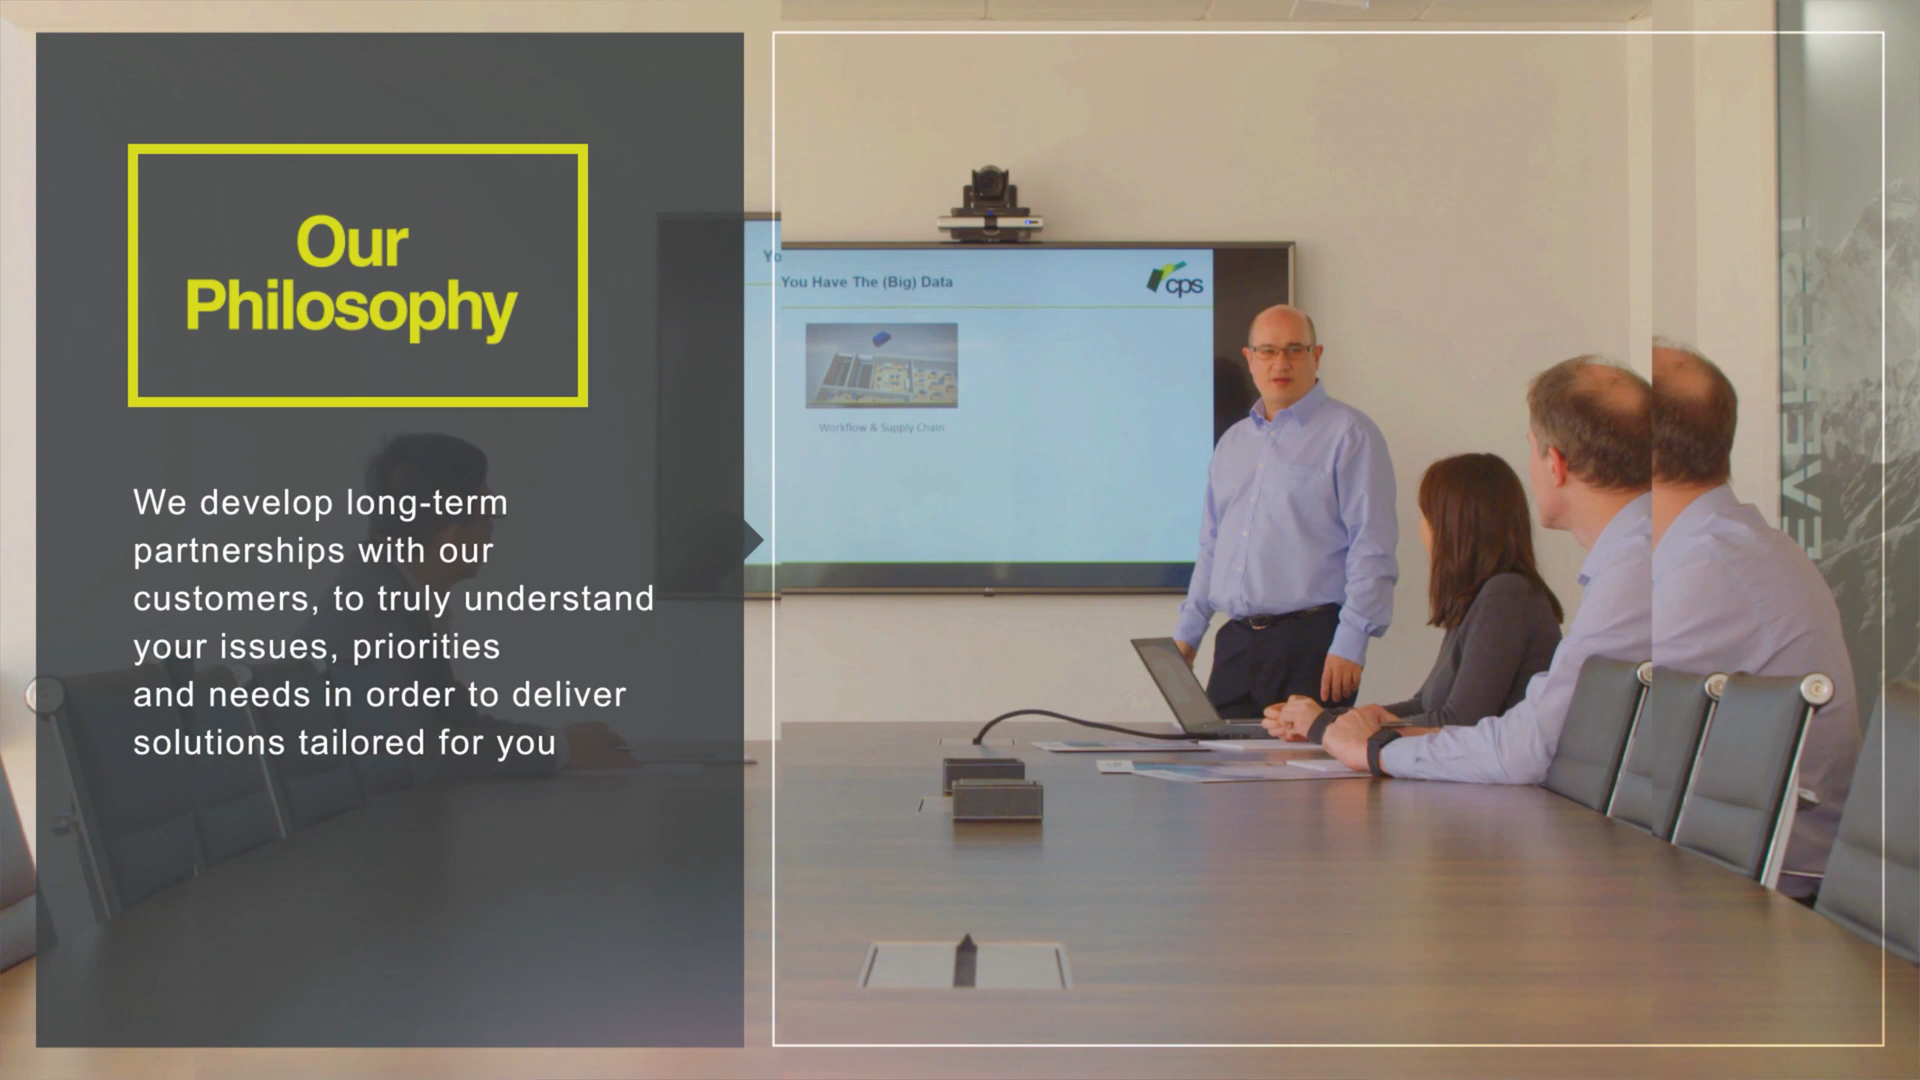 Our
Philosophy
We develop long-term
partnerships with our
customers, to truly understand
your issues, priorities
and needs in order to deliver
solutions tailored for you
Yo
You Have The (Big) Data
cps
Workflow & Supply Chain